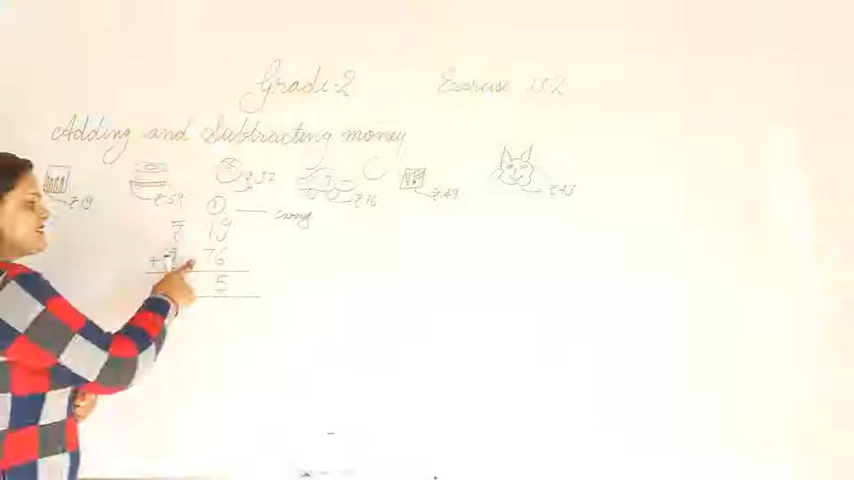 Grade-2 Exercise 13.2
Adding and Subtracting money
₹19 ₹59 ₹32 ₹76 ₹49 ₹43
1 carry
₹ 19
+ ₹ 76
5